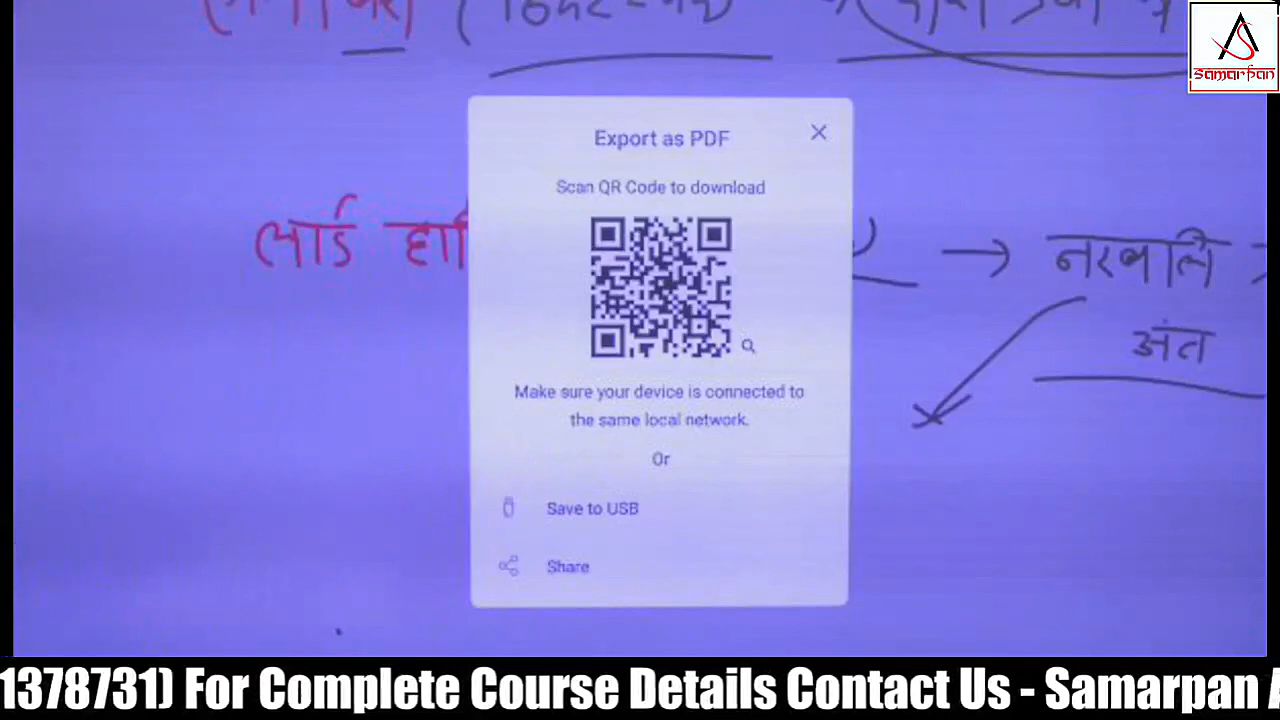 Samarpan
Export as PDF
Scan QR Code to download
लार्ड हा
→ नरबलि
अंत
Make sure your device is connected to
the same local network.
Or
Save to USB
Share
1378731) For Complete Course Details Contact Us - Samarpan A